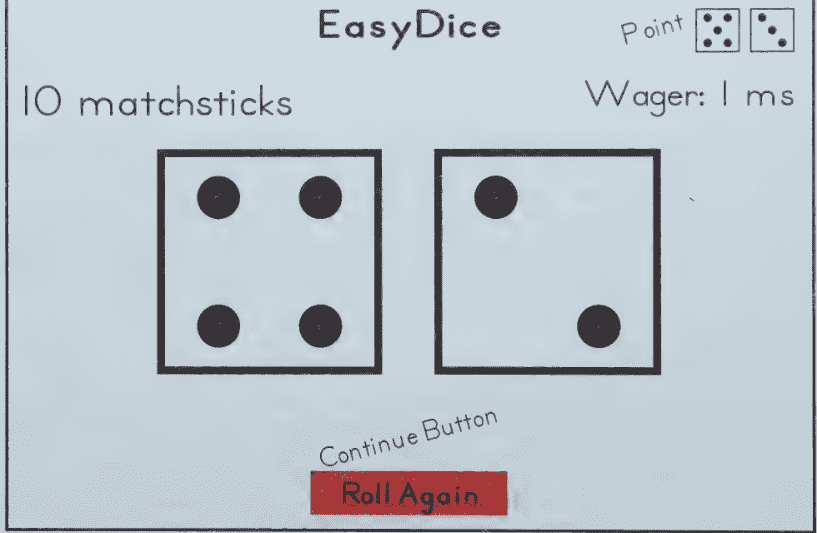 EasyDice
Point
10 matchsticks
Wager: 1 ms
Continue Button
Roll Again